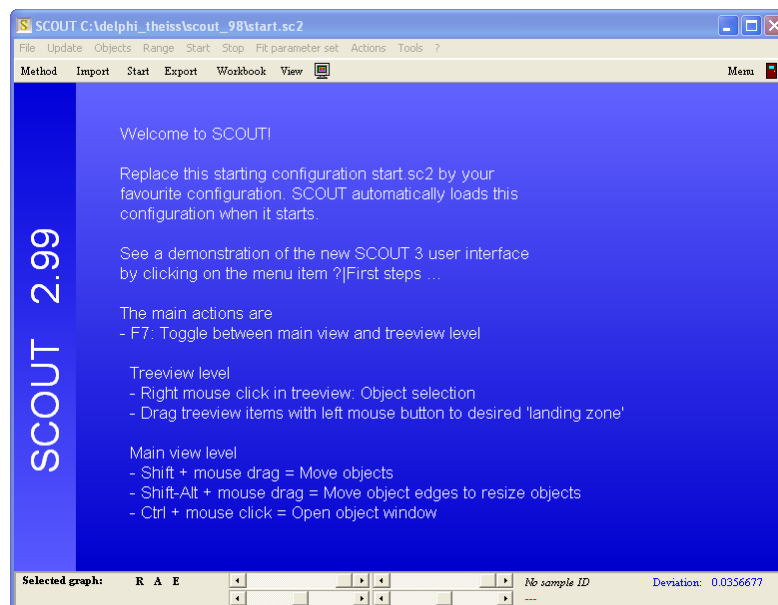 SCOUT C:\delphi_theiss\scout_98\start.sc2
File Update Objects Range Start Stop Fit parameter set Actions Tools ?
Method Import Start Export Workbook View Menu
SCOUT 2.99
Welcome to SCOUT!
Replace this starting configuration start.sc2 by your
favourite configuration. SCOUT automatically loads this
configuration when it starts.
See a demonstration of the new SCOUT 3 user interface
by clicking on the menu item ?|First steps ...
The main actions are
- F7: Toggle between main view and treeview level
Treeview level
- Right mouse click in treeview: Object selection
- Drag treeview items with left mouse button to desired 'landing zone'
Main view level
- Shift + mouse drag = Move objects
- Shift-Alt + mouse drag = Move object edges to resize objects
- Ctrl + mouse click = Open object window
Selected graph: R A E No sample ID Deviation: 0.0356677
---